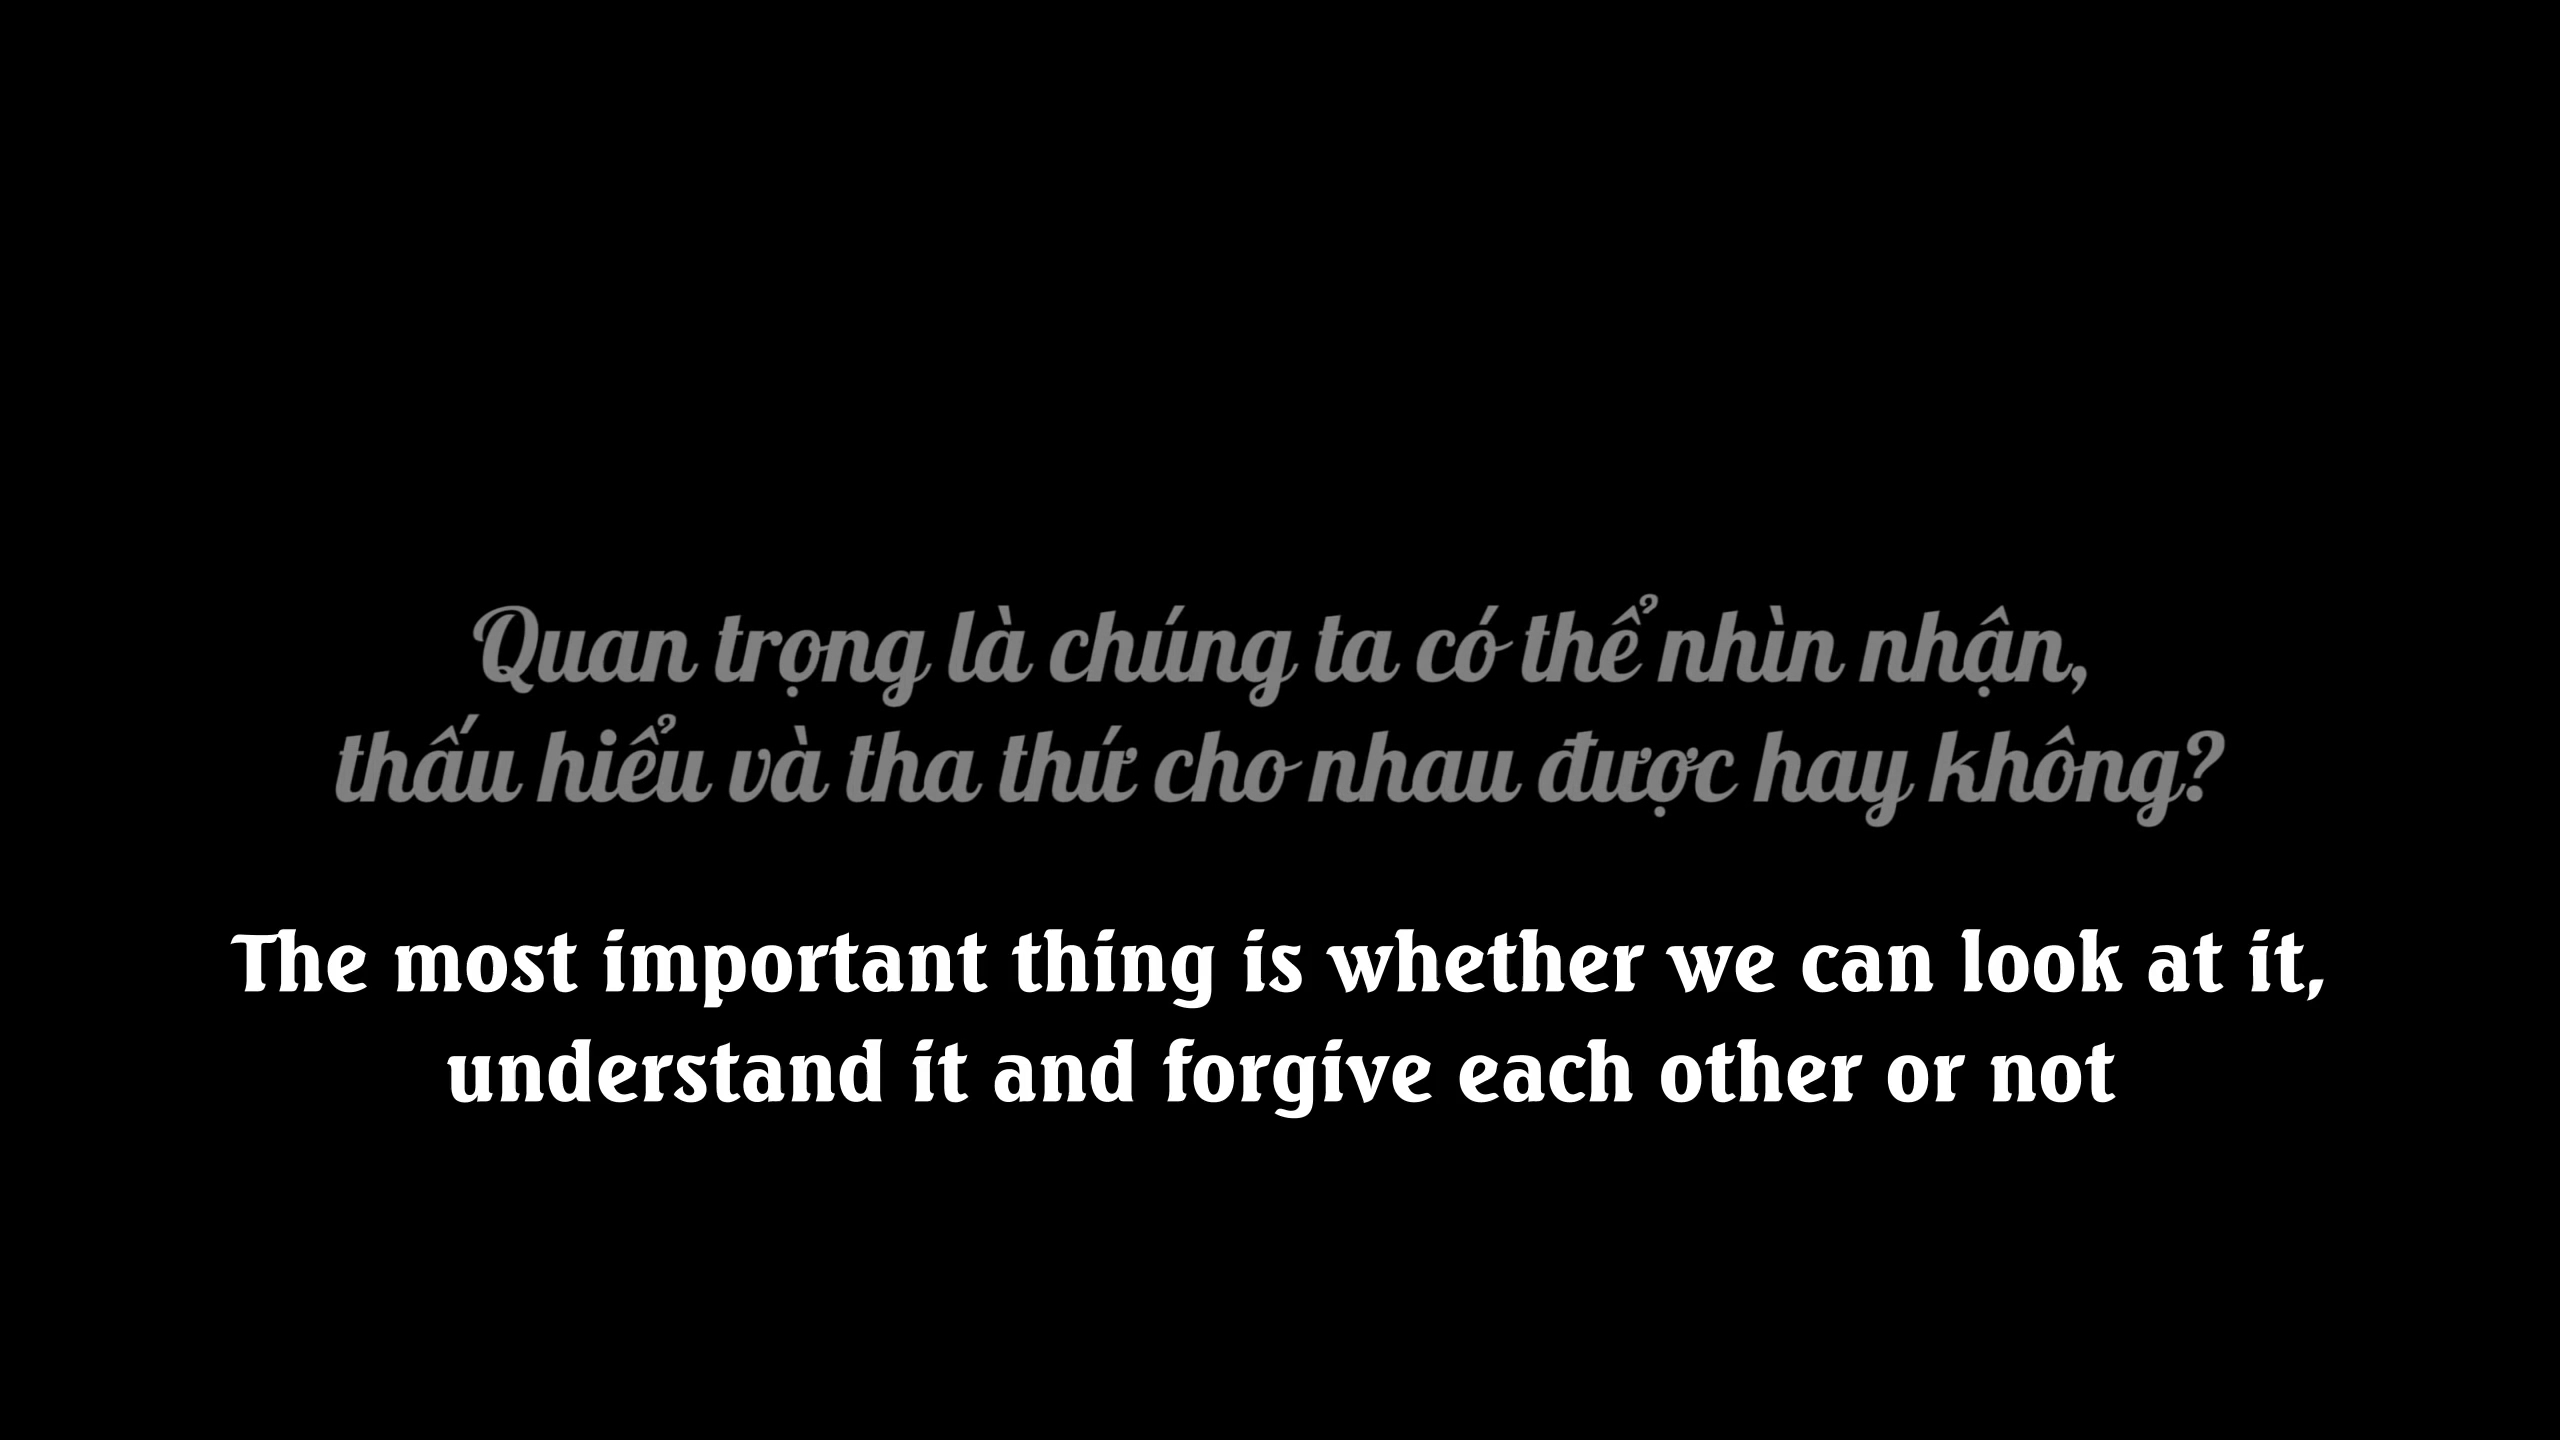 Quan trọng là chúng ta có thể nhìn nhận,
thấu hiểu và tha thứ cho nhau được hay không?
The most important thing is whether we can look at it,
understand it and forgive each other or not